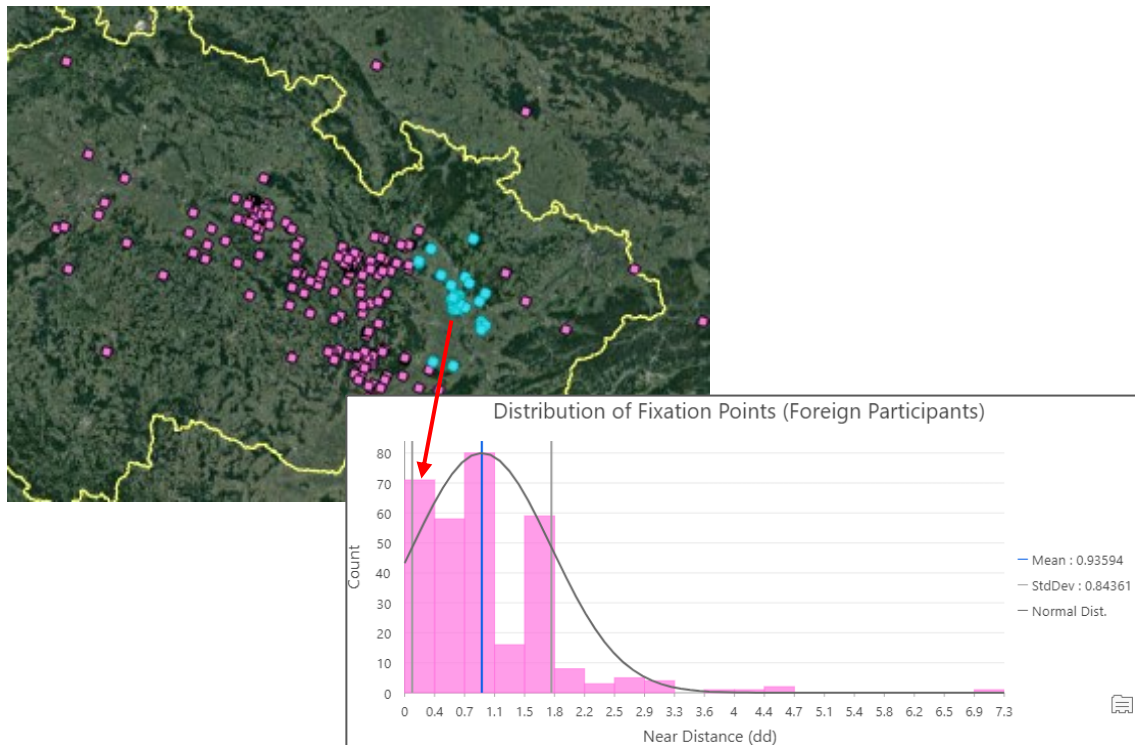 Distribution of Fixation Points (Foreign Participants)
80
70
60
50
40
30
20
10
0
Count
Mean : 0.93594
StdDev : 0.84361
Normal Dist.
0 0.4 0.7 1.1 1.5 1.8 2.2 2.5 2.9 3.3 3.6 4 4.4 4.7 5.1 5.4 5.8 6.2 6.5 6.9 7.3
Near Distance (dd)